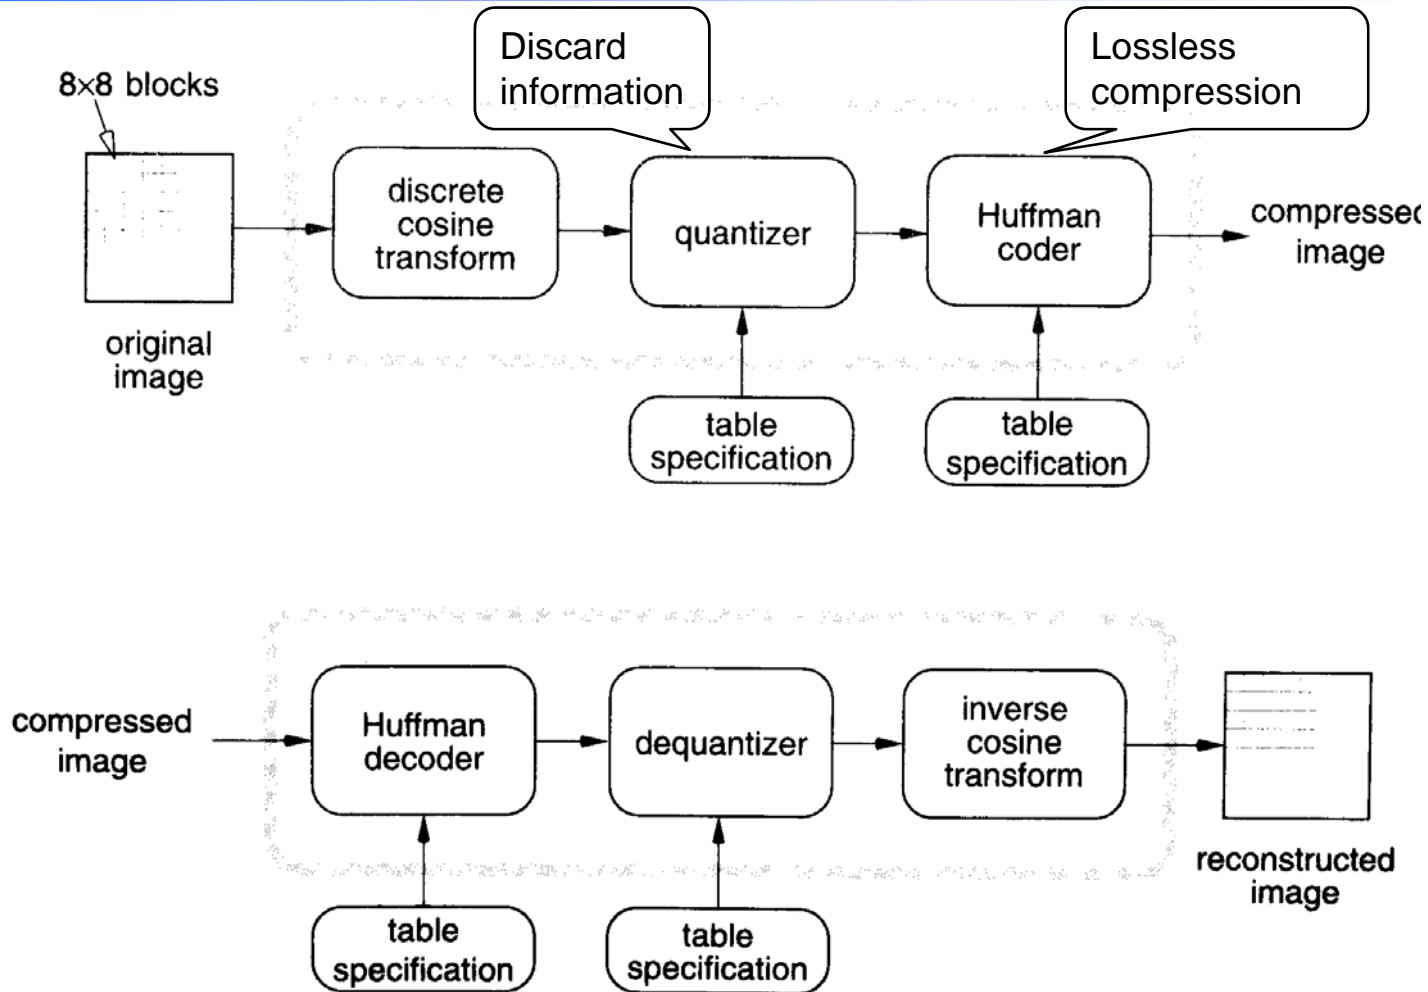 Discard
information
Lossless
compression
8×8 blocks
discrete
cosine
transform
quantizer
Huffman
coder
compressed
image
original
image
table
specification
table
specification
compressed
image
Huffman
decoder
dequantizer
inverse
cosine
transform
reconstructed
image
table
specification
table
specification